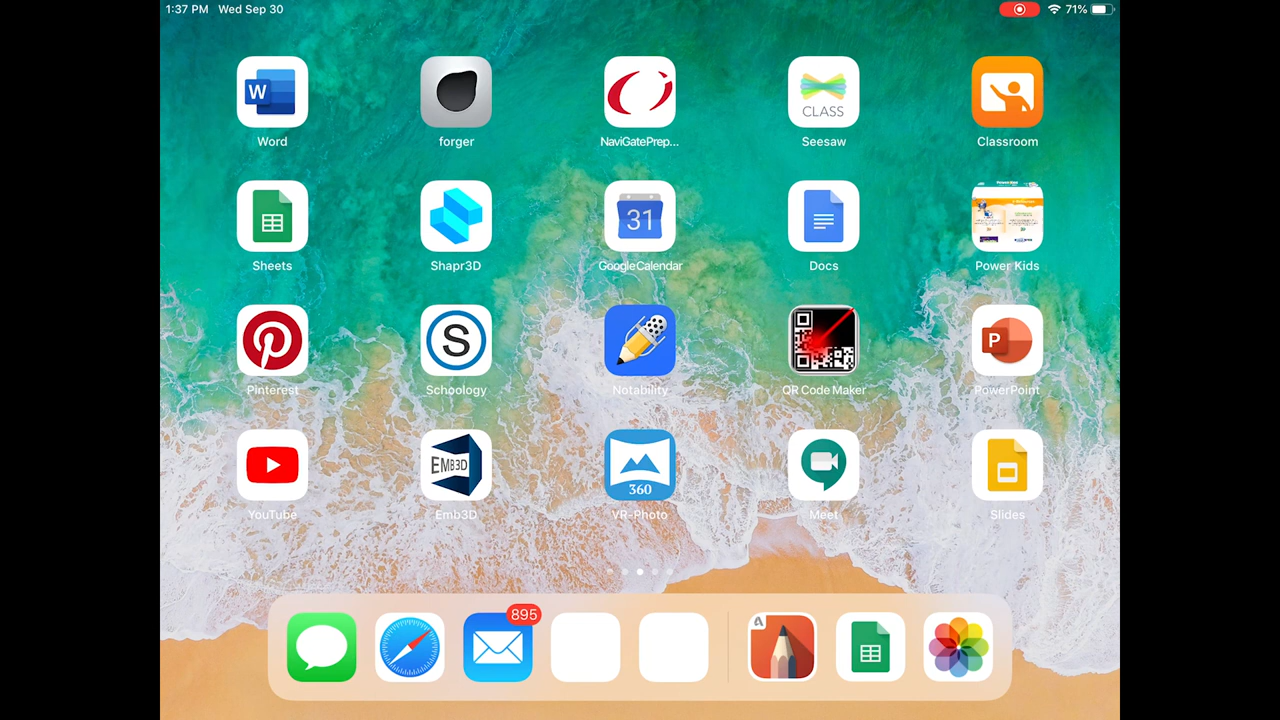 1:37 PM Wed Sep 30 71%
W
CLASS
Word forger NaviGatePrep... Seesaw Classroom
31
Sheets Shapr3D Google Calendar Docs Power Kids
S P
Pinterest Schoology Notability QR Code Maker PowerPoint
EMB3D 360
YouTube Emb3D VR-Photo Meet Slides
895